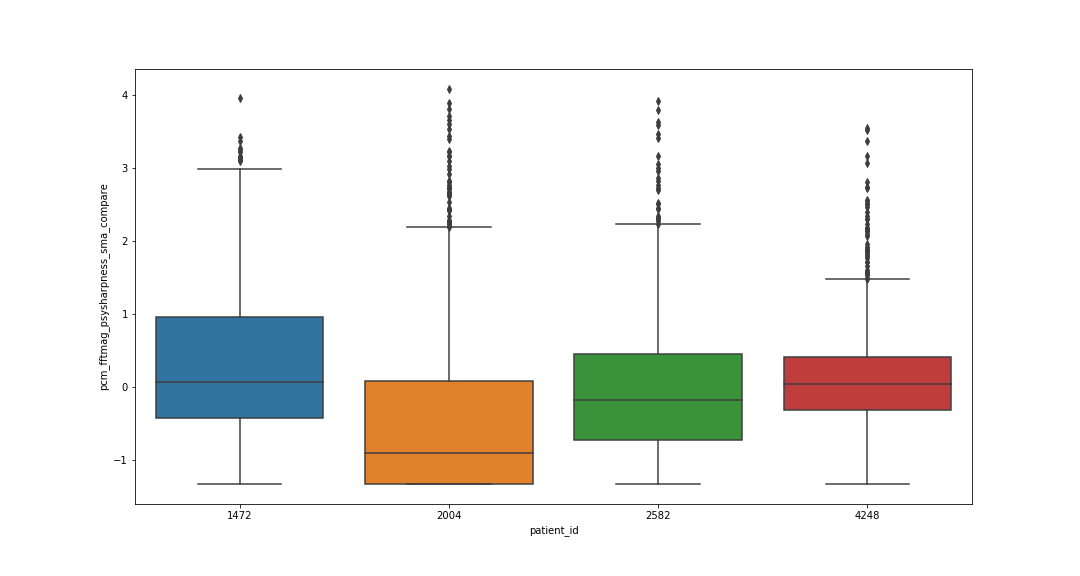 pcm_fftmag_psysharpness_sma_compare
4
3
2
1
0
−1
1472 2004 2582 4248
patient_id